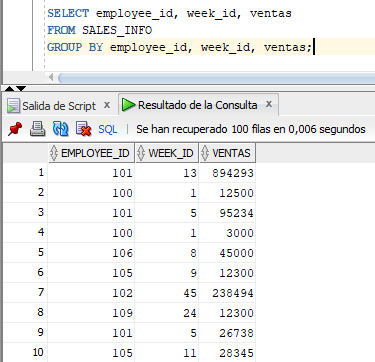 SELECT employee_id, week_id, ventas
FROM SALES_INFO
GROUP BY employee_id, week_id, ventas;
Salida de Script x Resultado de la Consulta x
SQL | Se han recuperado 100 filas en 0,006 segundos
EMPLOYEE_ID WEEK_ID VENTAS
1 101 13 894293
2 100 1 12500
3 101 5 95234
4 100 1 3000
5 106 8 45000
6 105 9 12300
7 102 45 238494
8 109 24 12300
9 101 5 26738
10 105 11 28345